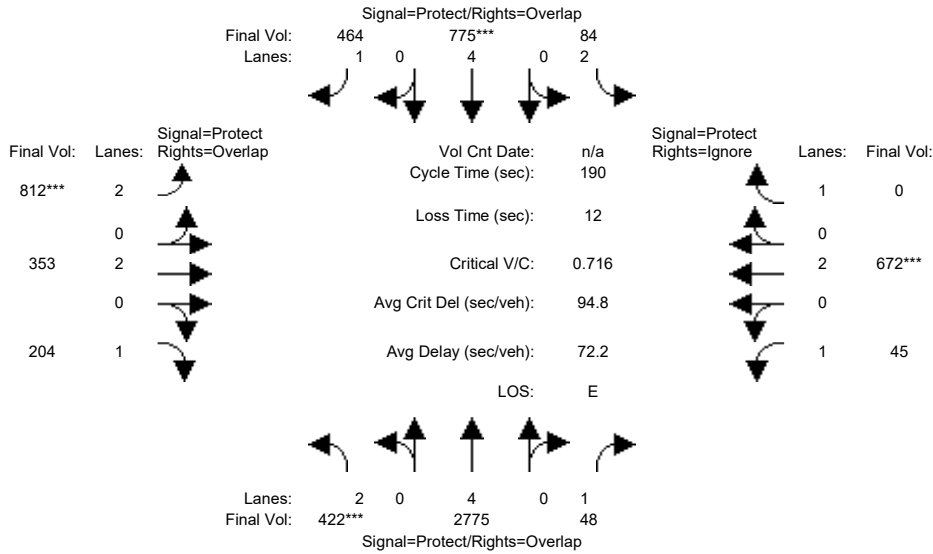 Signal=Protect/Rights=Overlap
Final Vol: 464 775*** 84
Lanes: 1 0 4 0 2
Signal=Protect Signal=Protect
Final Vol: Lanes: Rights=Overlap Vol Cnt Date: n/a Rights=Ignore Lanes: Final Vol:
Cycle Time (sec): 190
812*** 2 1 0
Loss Time (sec): 12
0 0
353 2 Critical V/C: 0.716 2 672***
0 Avg Crit Del (sec/veh): 94.8 0
204 1 Avg Delay (sec/veh): 72.2 1 45
LOS: E
Lanes: 2 0 4 0 1
Final Vol: 422*** 2775 48
Signal=Protect/Rights=Overlap